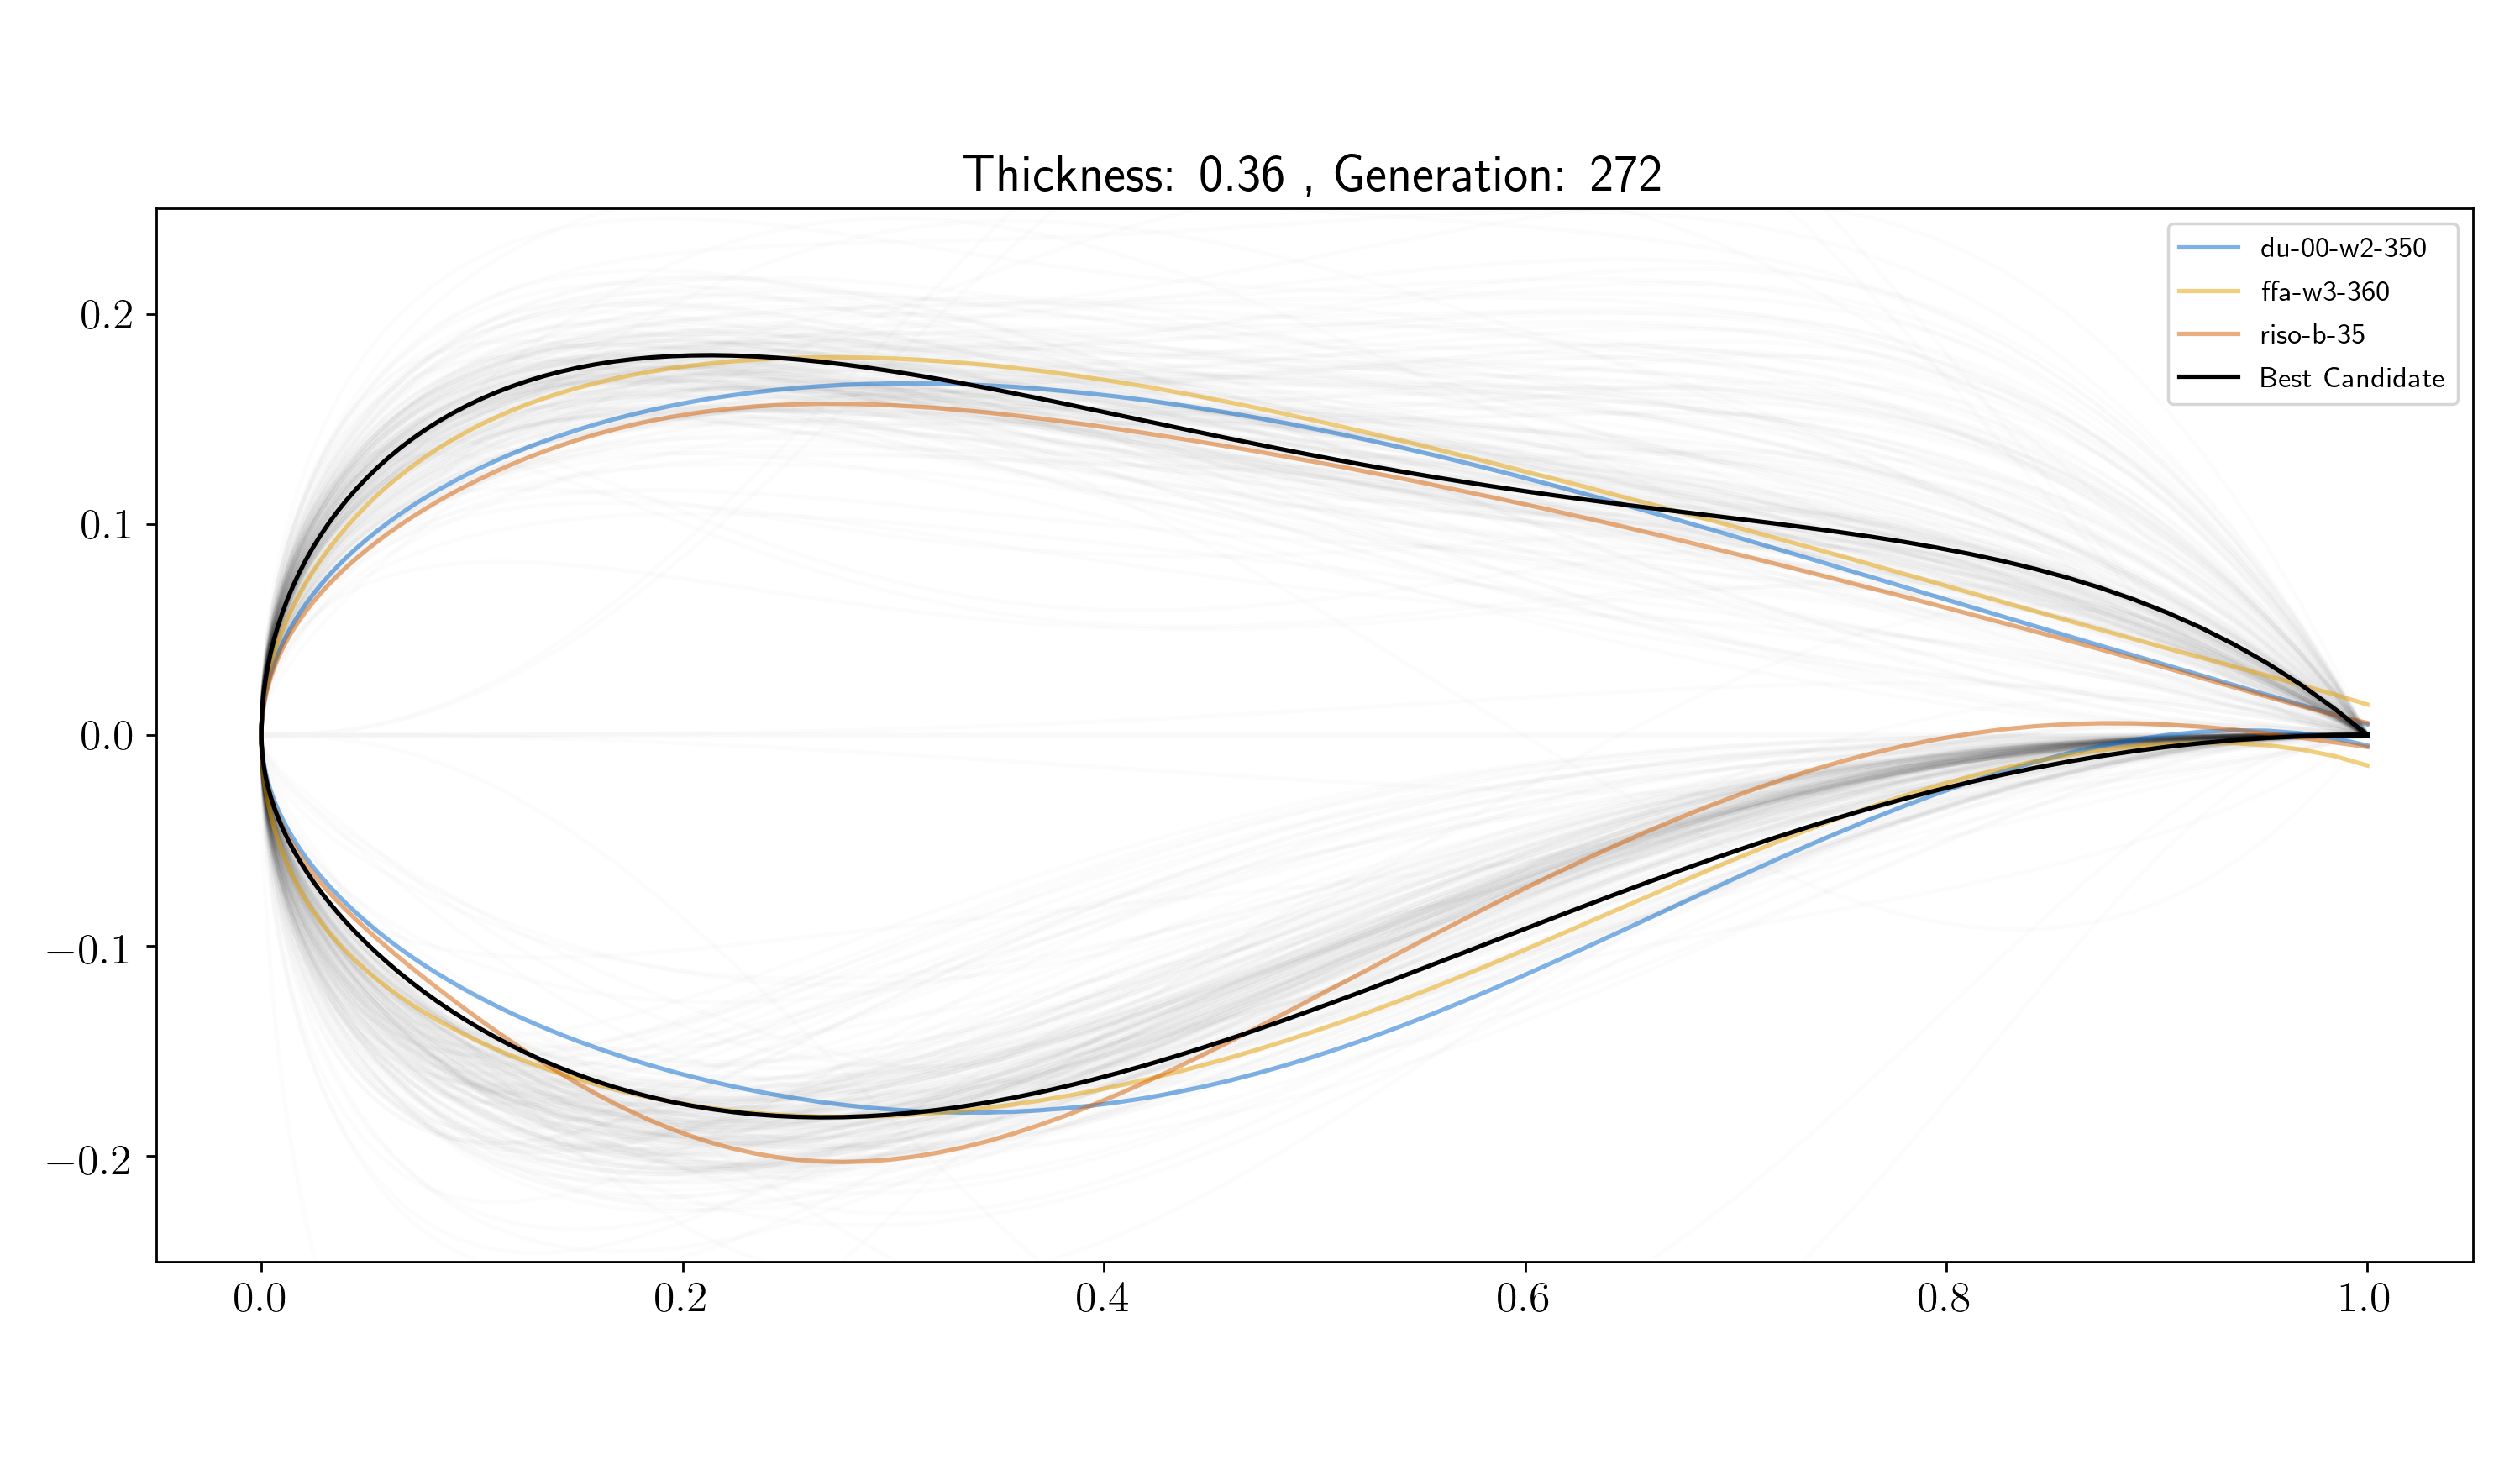 Thickness: 0.36 , Generation: 272
du-00-w2-350
ffa-w3-360
riso-b-35
Best Candidate
0.2
0.1
0.0
−0.1
−0.2
0.0 0.2 0.4 0.6 0.8 1.0